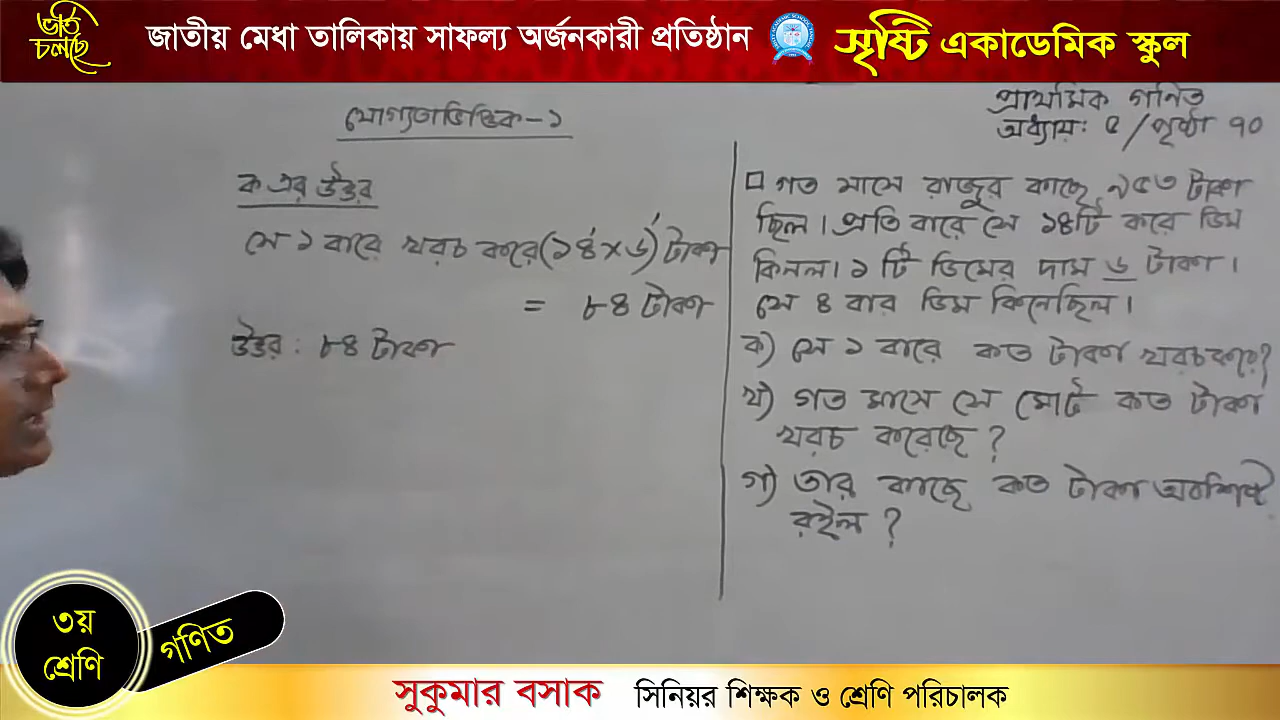 ভর্তি চলছে
জাতীয় মেধা তালিকায় সাফল্য অর্জনকারী প্রতিষ্ঠান
সৃষ্টি একাডেমিক স্কুল
প্রাথমিক গণিত
অধ্যায়: ৫ / পৃষ্ঠা ৭০
যোগ্যতাভিত্তিক-১
ক এর উত্তর
সে ১ বারে খরচ করে (১৪ × ৬) টাকা
= ৮৪ টাকা
উত্তর : ৮৪ টাকা
গত মাসে রাজুর কাছে ৯৫৩ টাকা
ছিল। প্রতি বারে সে ১৪টি করে ডিম
কিনল। ১ টি ডিমের দাম ৬ টাকা।
সে ৪ বার ডিম কিনেছিল।
ক) সে ১ বারে কত টাকা খরচ করে?
খ) গত মাসে সে মোট কত টাকা
খরচ করেছে ?
গ) তার কাছে কত টাকা অবশিষ্ট
রইল ?
৩য়
শ্রেণি
গণিত
সুকুমার বসাক সিনিয়র শিক্ষক ও শ্রেণি পরিচালক